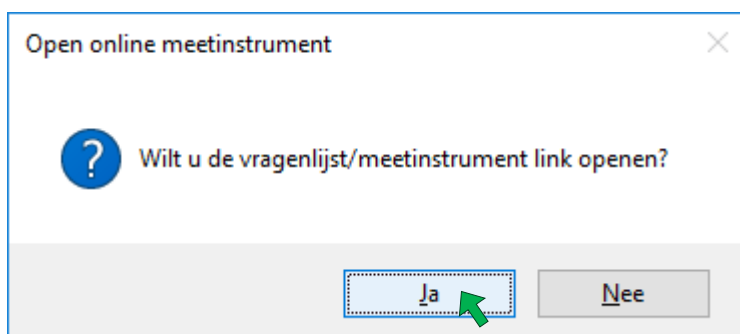 Open online meetinstrument
Wilt u de vragenlijst/meetinstrument link openen?
Ja
Nee